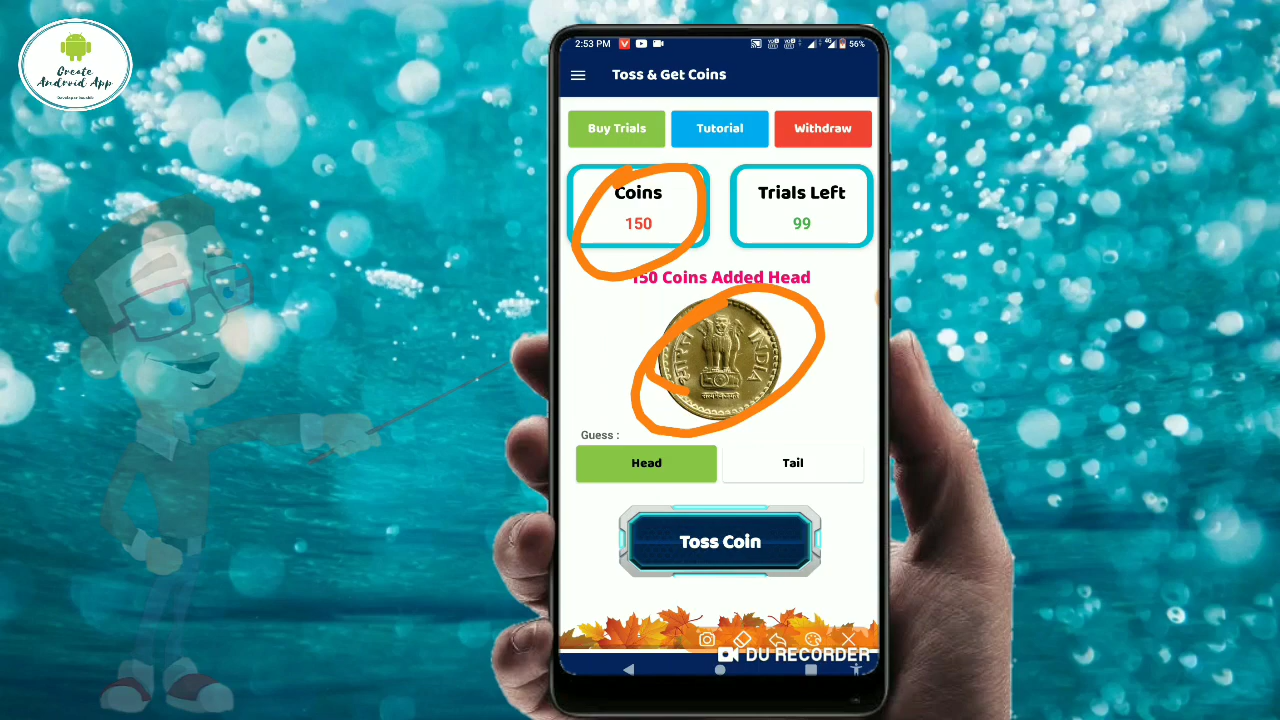 Create
Android App
2:53 PM
56%
Toss & Get Coins
Buy Trials
Tutorial
Withdraw
Coins
150
Trials Left
99
150 Coins Added Head
INDIA
Guess :
Head
Tail
Toss Coin
DU RECORDER